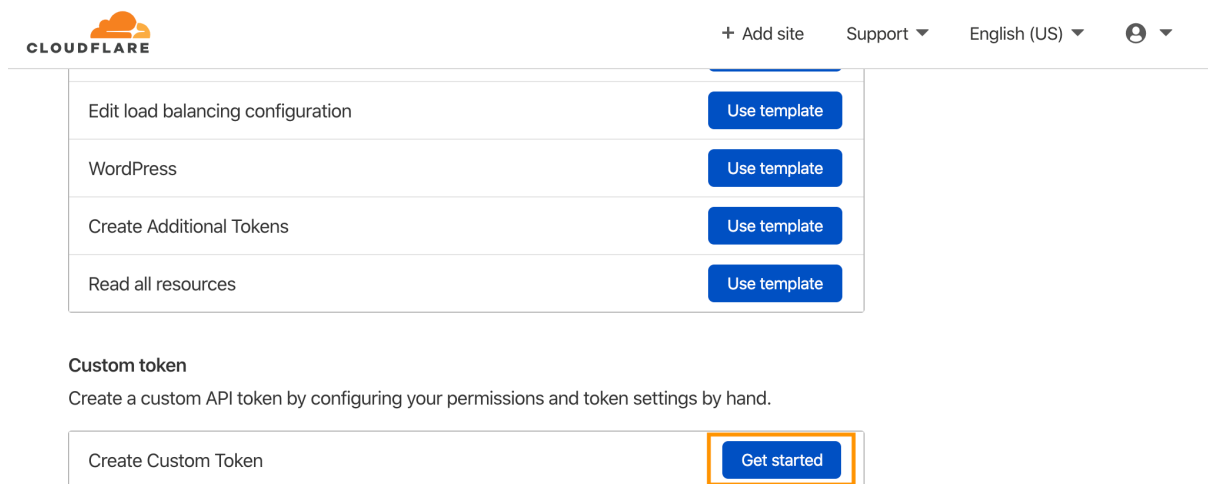 CLOUDFLARE
+ Add site Support English (US)
Edit load balancing configuration Use template
WordPress Use template
Create Additional Tokens Use template
Read all resources Use template
Custom token
Create a custom API token by configuring your permissions and token settings by hand.
Create Custom Token Get started